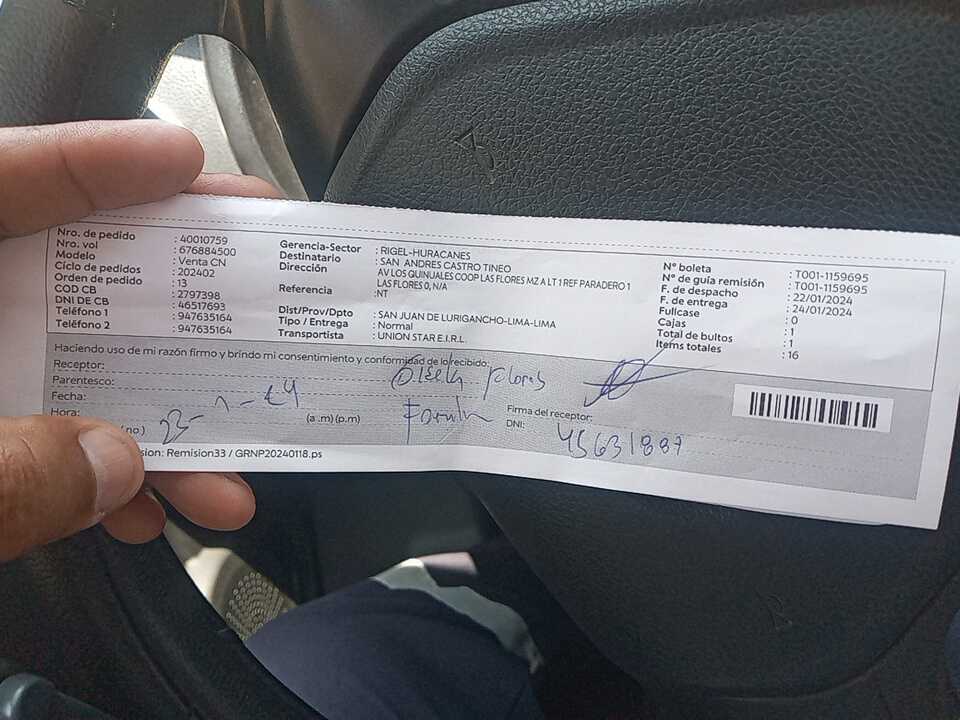 Nro. de pedido : 40010759
Nro. vol : 676884500
Modelo : Venta CN
Ciclo de pedidos : 202402
Orden de pedido : 13
COD CB : 2797398
DNI DE CB : 46517693
Teléfono 1 : 947635164
Teléfono 2 : 947635164
Gerencia-Sector : RIGEL-HURACANES
Destinatario : SAN ANDRES CASTRO TINEO
Dirección AV LOS QUINUALES COOP LAS FLORES MZ A LT 1 REF PARADERO 1
LAS FLORES 0, N/A
Referencia :NT
Dist/Prov/Dpto : SAN JUAN DE LURIGANCHO-LIMA-LIMA
Tipo / Entrega : Normal
Transportista : UNION STAR E.I.R.L.
N° boleta : T001-1159695
N° de guía remisión : T001-1159695
F. de despacho : 22/01/2024
F. de entrega : 24/01/2024
Fullcase : 0
Cajas : 1
Total de bultos : 1
Items totales : 16
Haciendo uso de mi razón firmo y brindo mi consentimiento y conformidad de lo recibido:
Receptor: Flores
Parentesco:
Fecha: 23-1-24
Hora: (a .m) (p.m)
Firma del receptor:
DNI: 45631887
no )
sion: Remision33 / GRNP20240118.ps